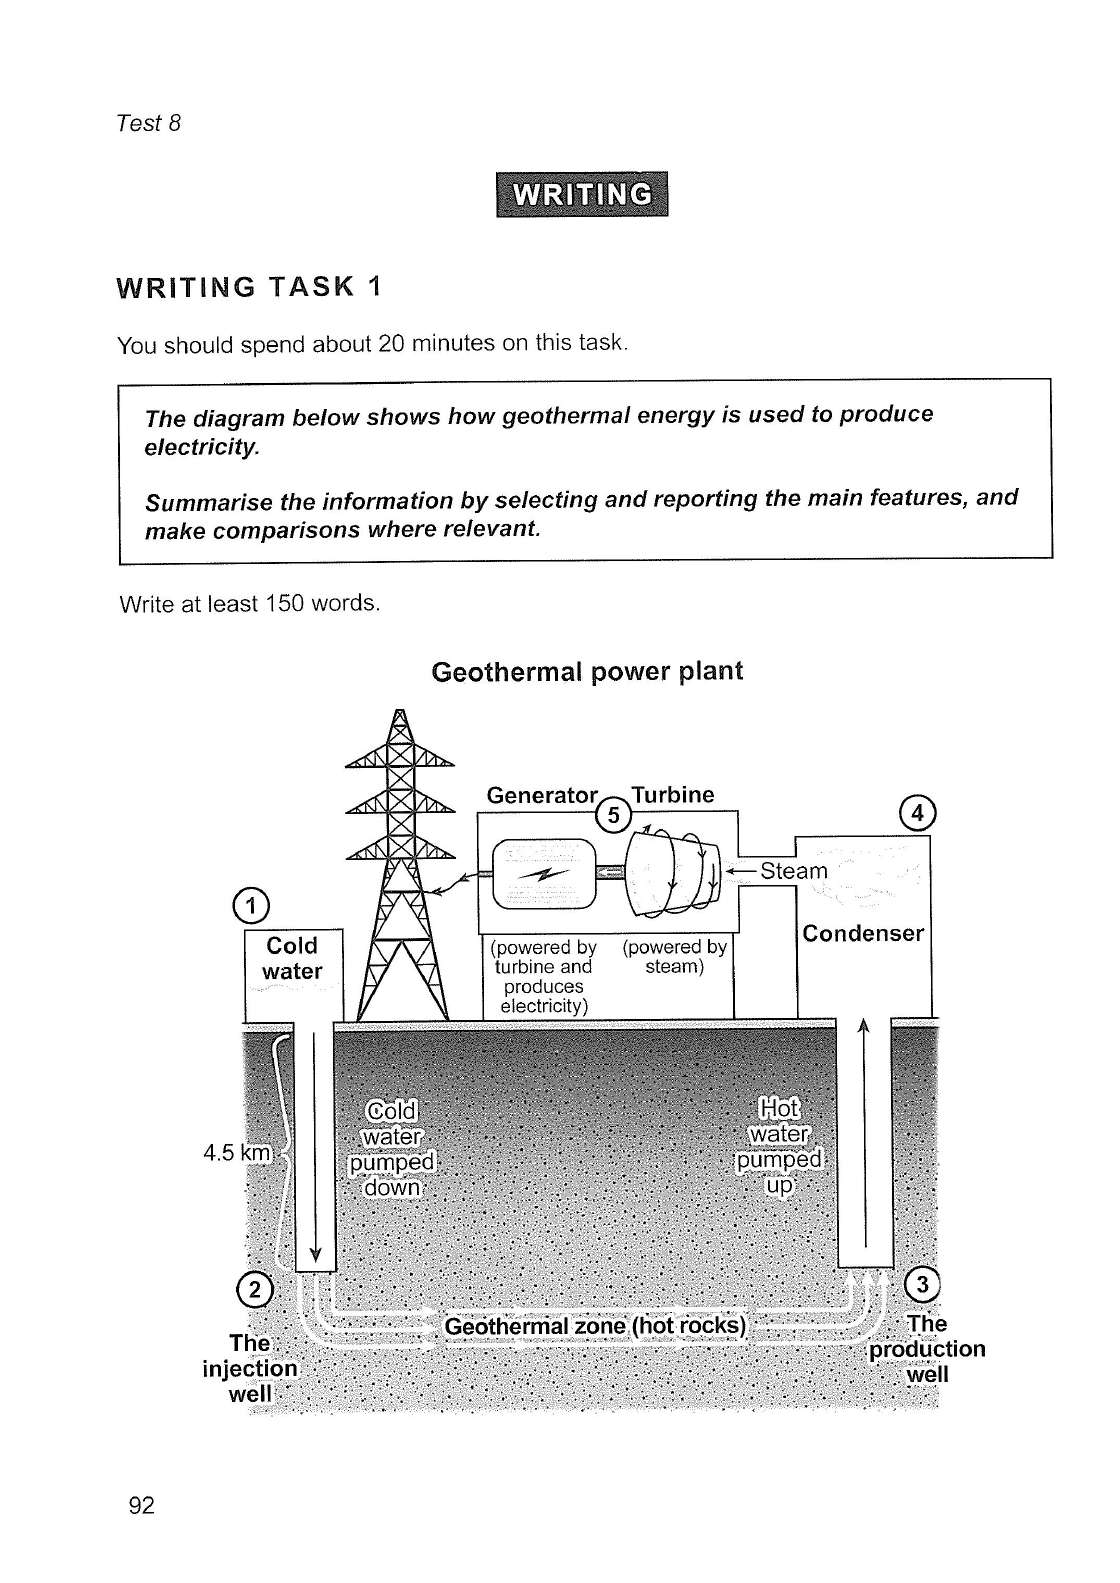 Test 8
WRITING
WRITING TASK 1
You should spend about 20 minutes on this task.
The diagram below shows how geothermal energy is used to produce
electricity.
Summarise the information by selecting and reporting the main features, and
make comparisons where relevant.
Write at least 150 words.
Geothermal power plant
Generator
5
Turbine
4
Steam
1
Condenser
Cold
water
(powered by
turbine and
produces
electricity)
(powered by
steam)
Cold
water
pumped
down
Hot
water
pumped
up
4.5 km
2
3
Geothermal zone (hot rocks)
The
injection
well
The
production
well
92